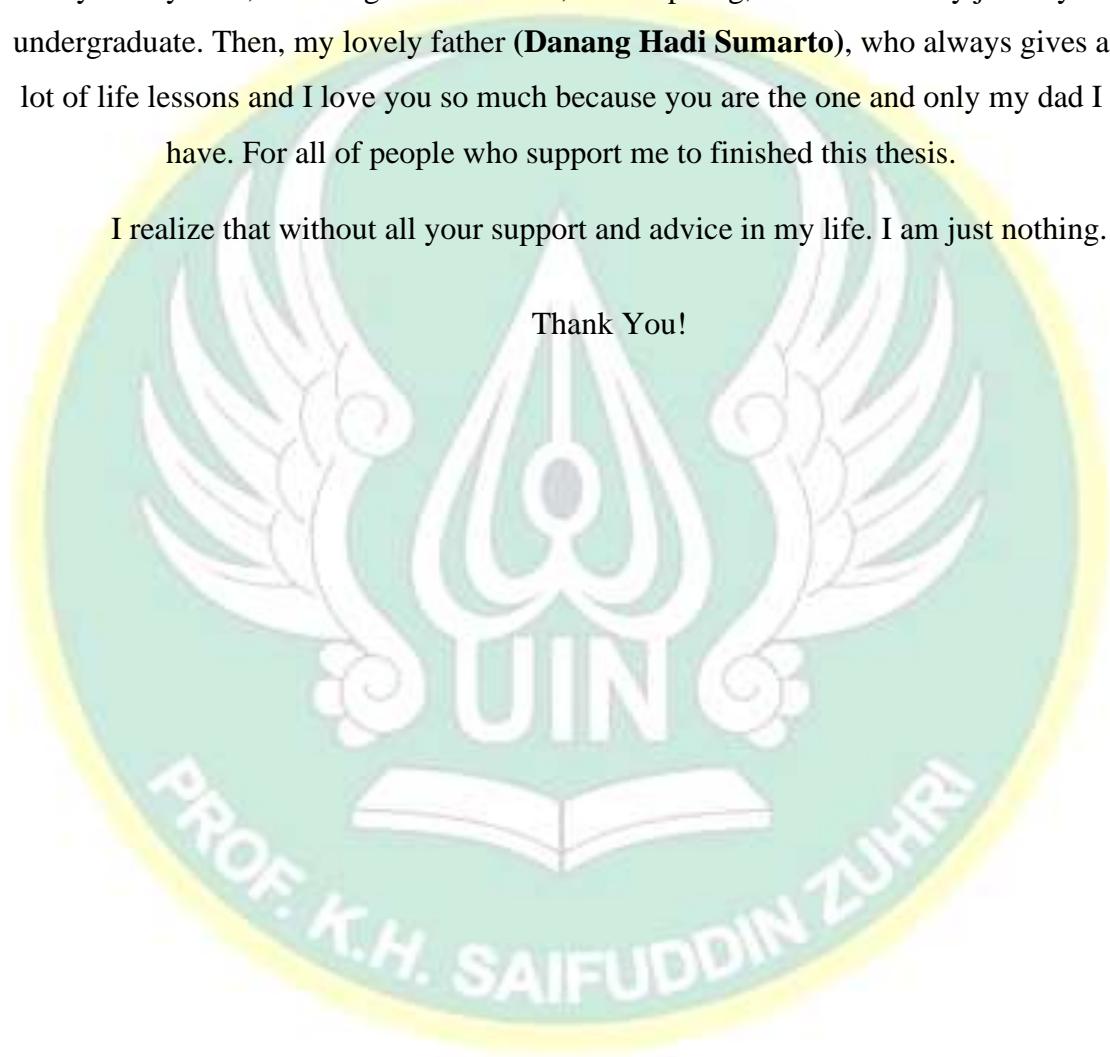 undergraduate. Then, my lovely father (Danang Hadi Sumarto), who always gives a
lot of life lessons and I love you so much because you are the one and only my dad I
have. For all of people who support me to finished this thesis.
I realize that without all your support and advice in my life. I am just nothing.
Thank You!
UIN
PROF. K.H. SAIFUDDIN ZUHRI